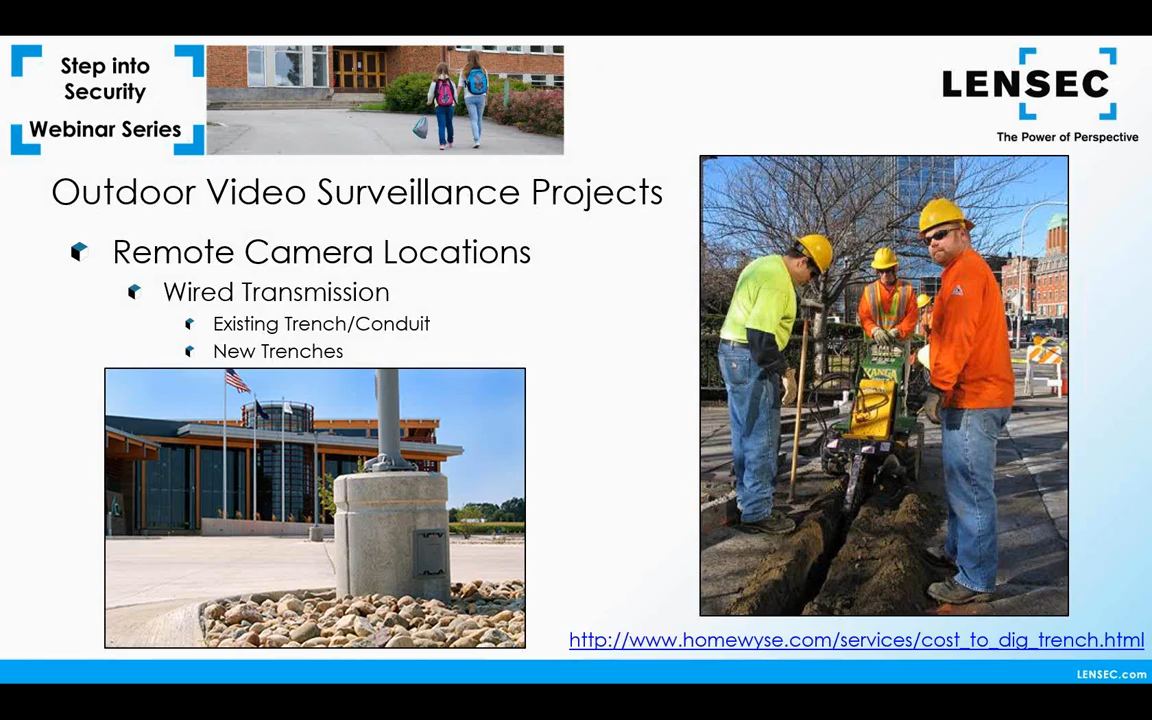 Step into
Security
Webinar Series
LENSEC
The Power of Perspective
Outdoor Video Surveillance Projects
Remote Camera Locations
Wired Transmission
Existing Trench/Conduit
New Trenches
KANGA
http://www.homewyse.com/services/cost_to_dig_trench.html
LENSEC.com